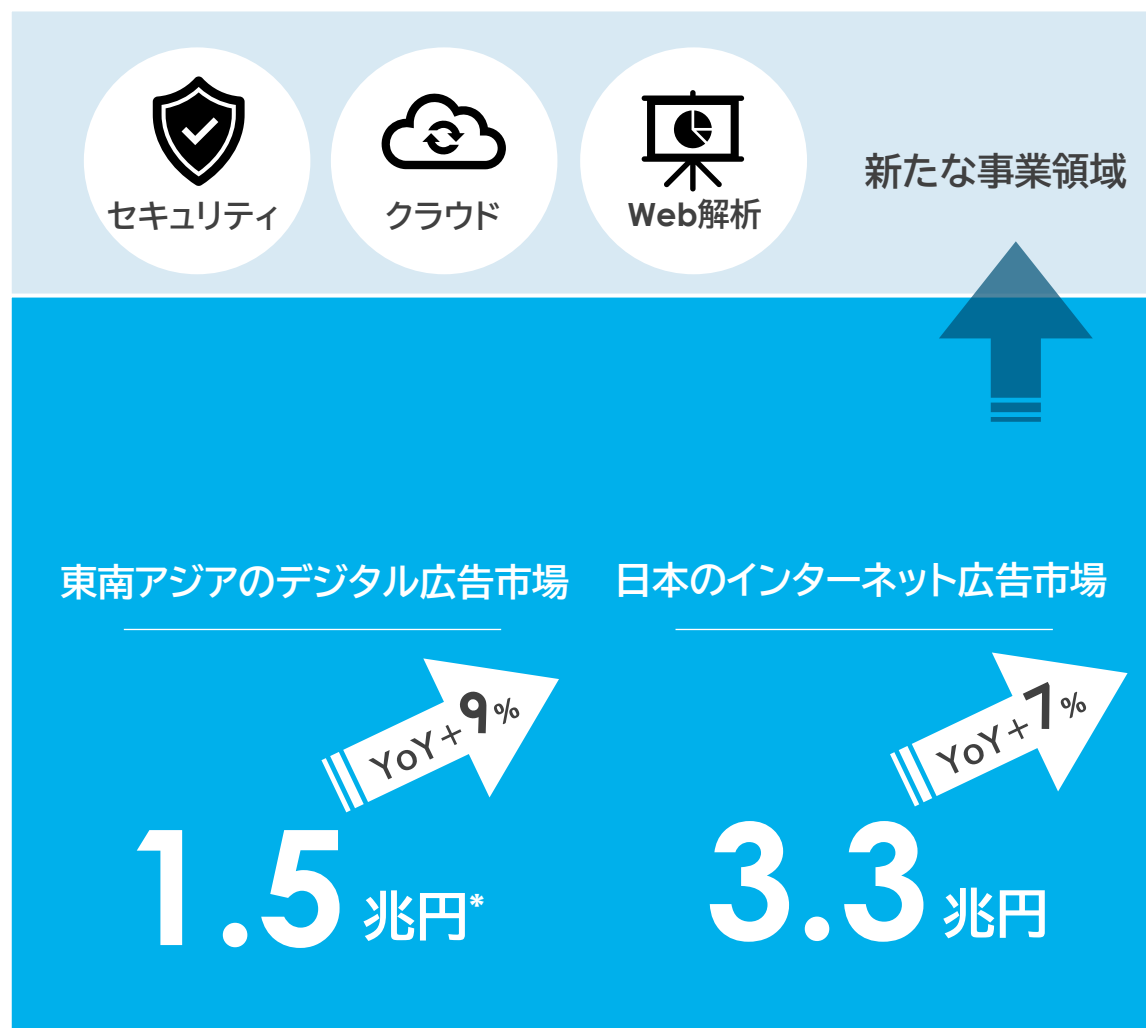 セキュリティ
クラウド
Web解析
新たな事業領域
東南アジアのデジタル広告市場
日本のインターネット広告市場
YoY+9%
YoY+7%
1.5兆円*
3.3兆円